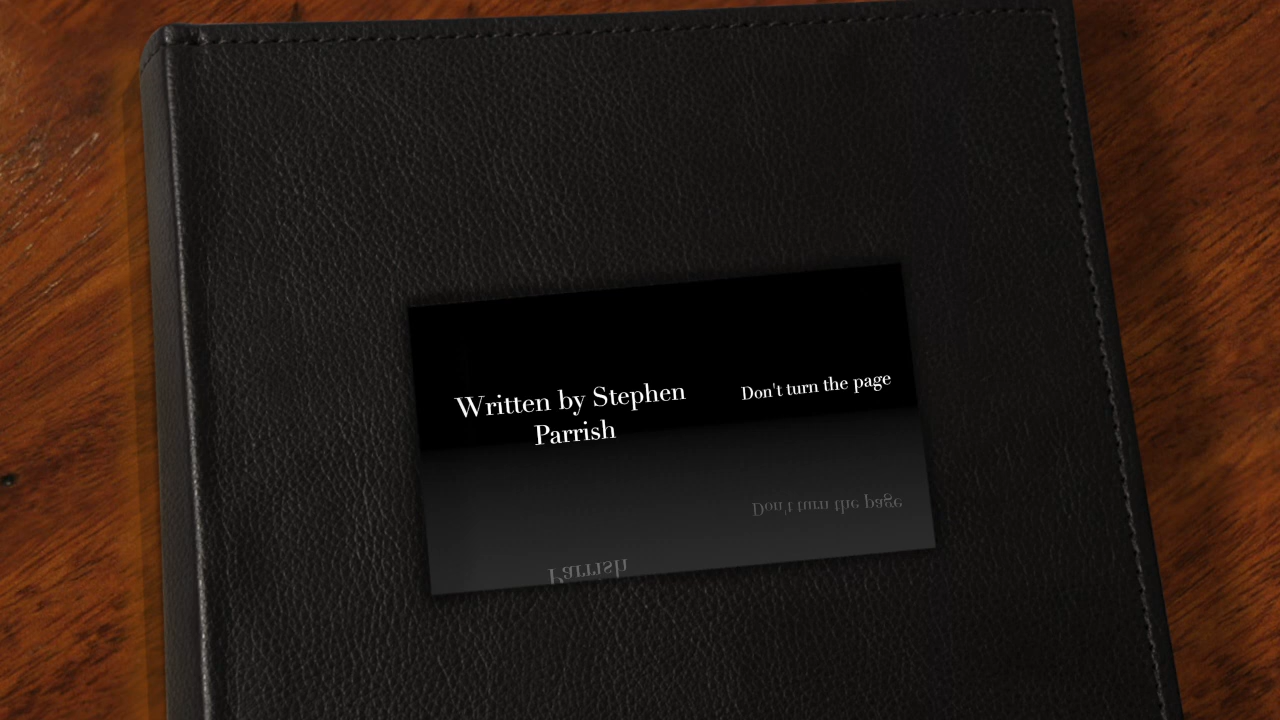 Written by Stephen
Parrish
Don't turn the page
Don't turn the page
Parrish